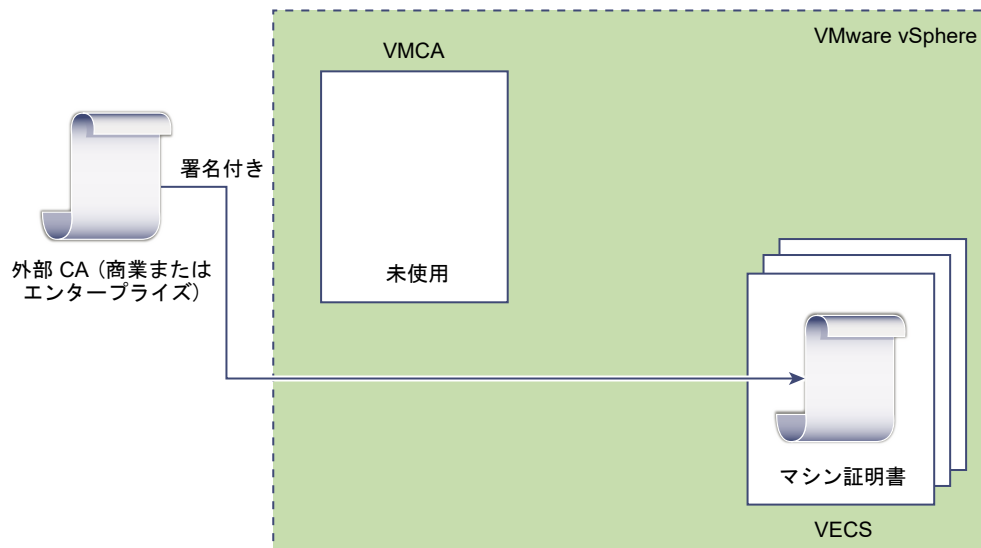 VMware vSphere
VMCA
署名付き
外部 CA（商業または
エンタープライズ）
未使用
マシン証明書
VECS